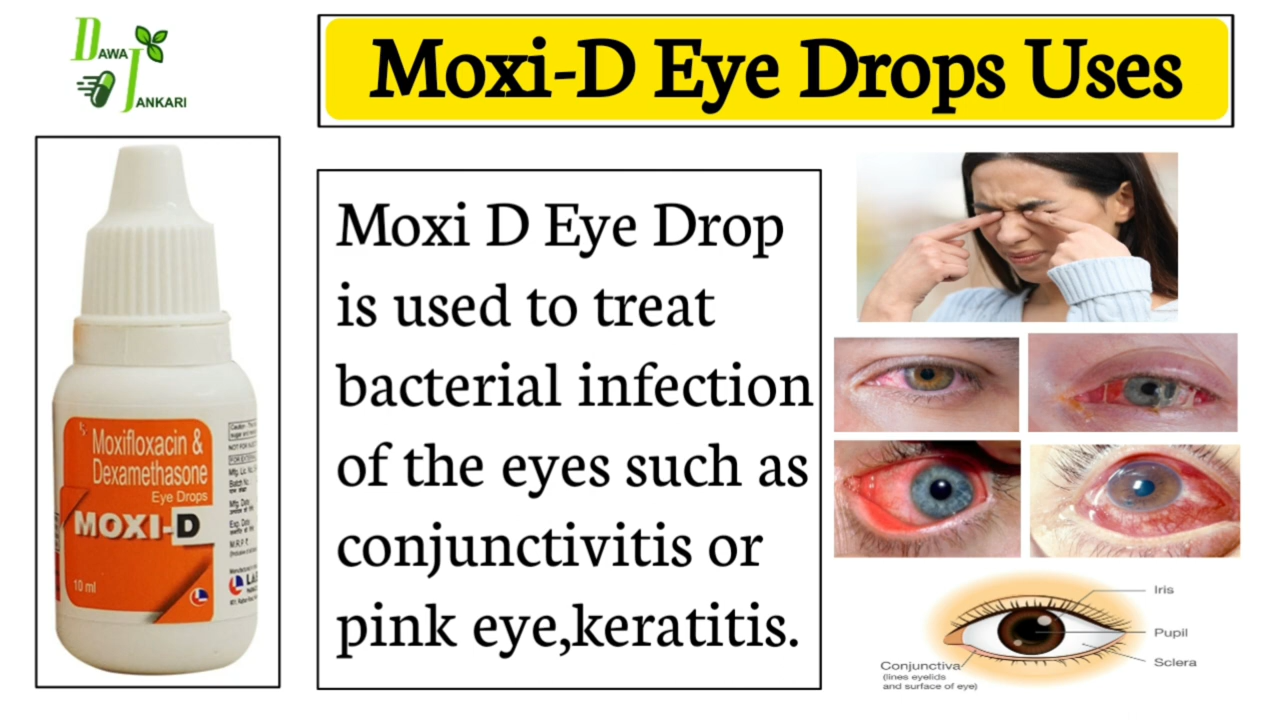 DAWA
JANKARI
Moxi-D Eye Drops Uses
Moxifloxacin &
Dexamethasone
Eye Drops
MOXI-D
10 ml
Moxi D Eye Drop
is used to treat
bacterial infection
of the eyes such as
conjunctivitis or
pink eye,keratitis.
Iris
Pupil
Sclera
Conjunctiva
(lines eyelids
and surface of eye)